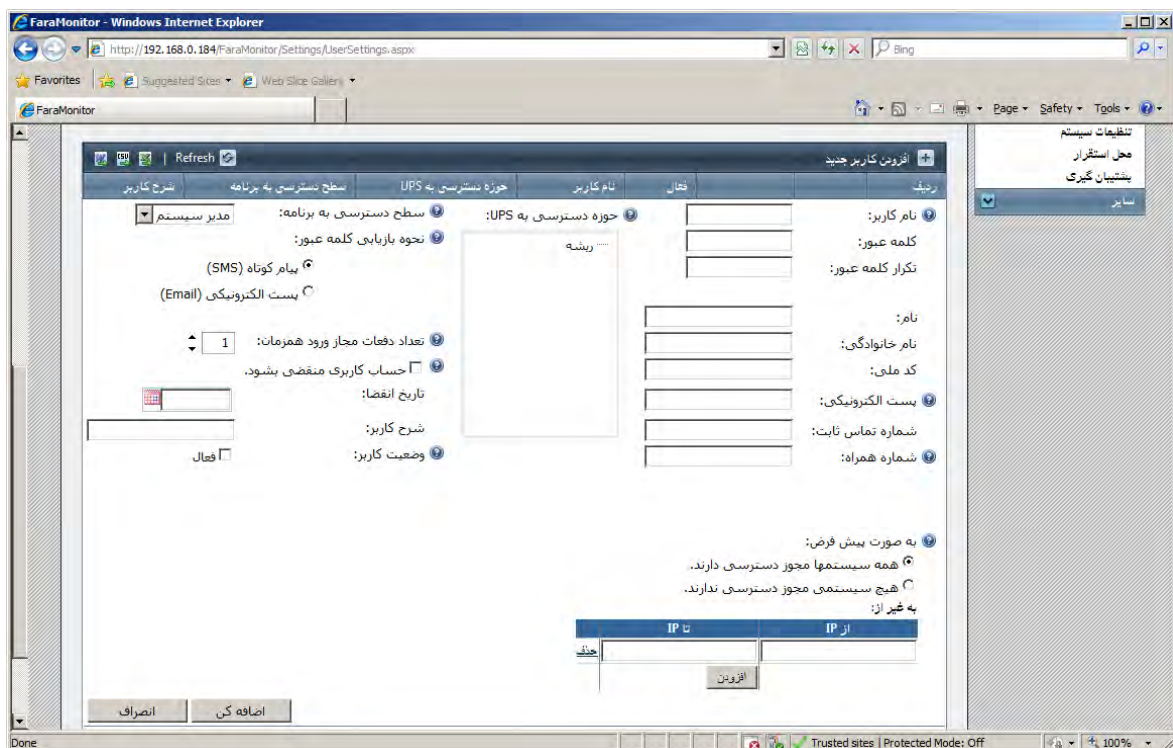 FaraMonitor - Windows Internet Explorer
http://192.168.0.184/FaraMonitor/Settings/UserSettings.aspx
Bing
Favorites Suggested Sites Web Slice Gallery
FaraMonitor
Page Safety Tools
تنظیمات سیستم
محل استقرار
پشتیبان گیری
سایر
افزودن کاربر جدید
CSV | Refresh
ردیف فعال نام کاربر حوزه دسترسی به UPS سطح دسترسی به برنامه شرح کاربر
نام کاربر:
کلمه عبور:
تکرار کلمه عبور:
نام:
نام خانوادگی:
کد ملی:
پست الکترونیکی:
شماره تماس ثابت:
شماره همراه:
حوزه دسترسی به UPS:
ریشه
سطح دسترسی به برنامه: مدیر سیستم
نحوه بازیابی کلمه عبور:
پیام کوتاه (SMS)
پست الکترونیکی (Email)
تعداد دفعات مجاز ورود همزمان: 1
حساب کاربری منقضی بشود.
تاریخ انقضا:
شرح کاربر:
وضعیت کاربر: فعال
به صورت پیش فرض:
همه سیستمها مجوز دسترسی دارند.
هیچ سیستمی مجوز دسترسی ندارند.
به غیر از:
از IP تا IP
حذف
افزودن
اضافه کن انصراف
Done Trusted sites | Protected Mode: Off 100%